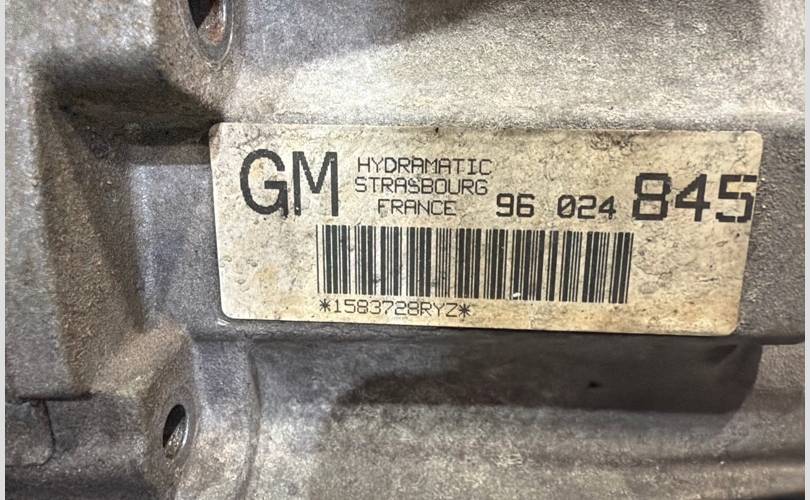 GM HYDRAMATIC
STRASBOURG
FRANCE 96 024 845
*1583728RYZ*